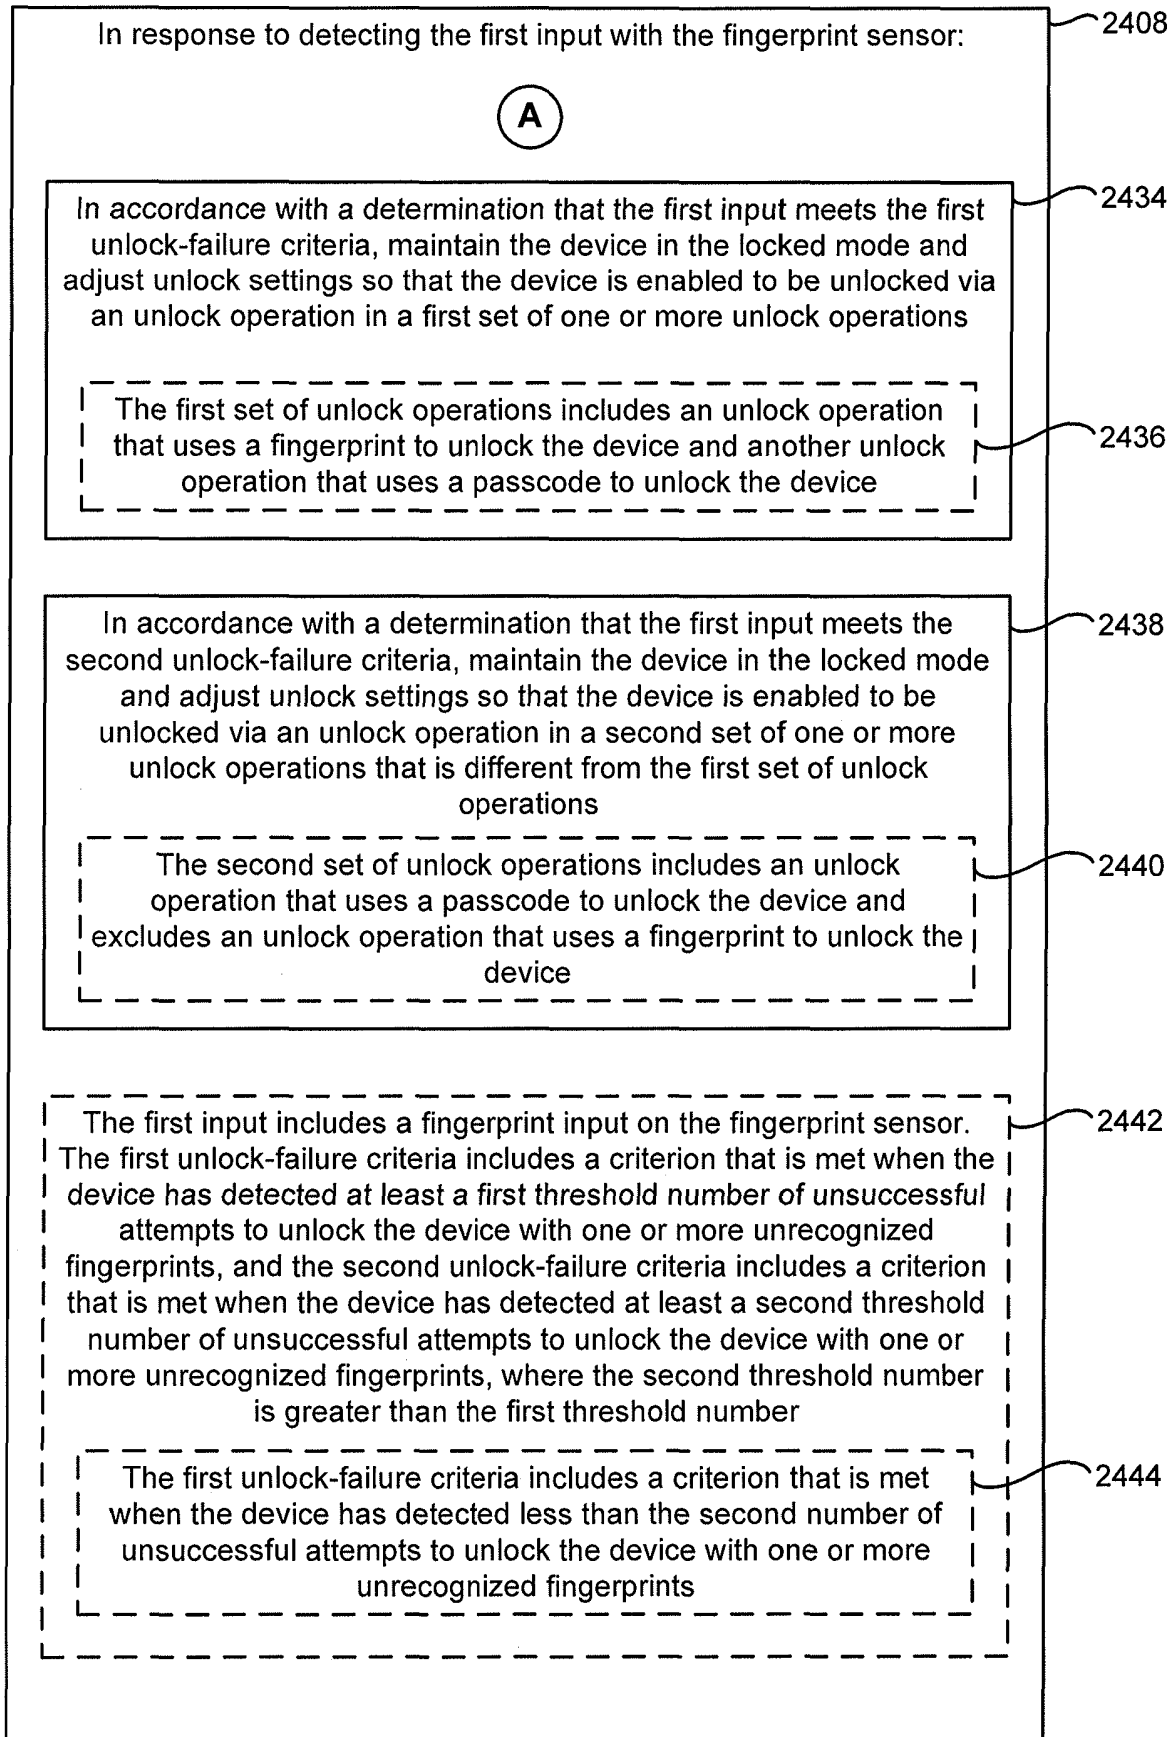 In response to detecting the first input with the fingerprint sensor:
2408
A
In accordance with a determination that the first input meets the first
unlock-failure criteria, maintain the device in the locked mode and
adjust unlock settings so that the device is enabled to be unlocked via
an unlock operation in a first set of one or more unlock operations
2434
The first set of unlock operations includes an unlock operation
that uses a fingerprint to unlock the device and another unlock
operation that uses a passcode to unlock the device
2436
In accordance with a determination that the first input meets the
second unlock-failure criteria, maintain the device in the locked mode
and adjust unlock settings so that the device is enabled to be
unlocked via an unlock operation in a second set of one or more
unlock operations that is different from the first set of unlock
operations
2438
The second set of unlock operations includes an unlock
operation that uses a passcode to unlock the device and
excludes an unlock operation that uses a fingerprint to unlock the
device
2440
The first input includes a fingerprint input on the fingerprint sensor.
The first unlock-failure criteria includes a criterion that is met when the
device has detected at least a first threshold number of unsuccessful
attempts to unlock the device with one or more unrecognized
fingerprints, and the second unlock-failure criteria includes a criterion
that is met when the device has detected at least a second threshold
number of unsuccessful attempts to unlock the device with one or
more unrecognized fingerprints, where the second threshold number
is greater than the first threshold number
2442
The first unlock-failure criteria includes a criterion that is met
when the device has detected less than the second number of
unsuccessful attempts to unlock the device with one or more
unrecognized fingerprints
2444